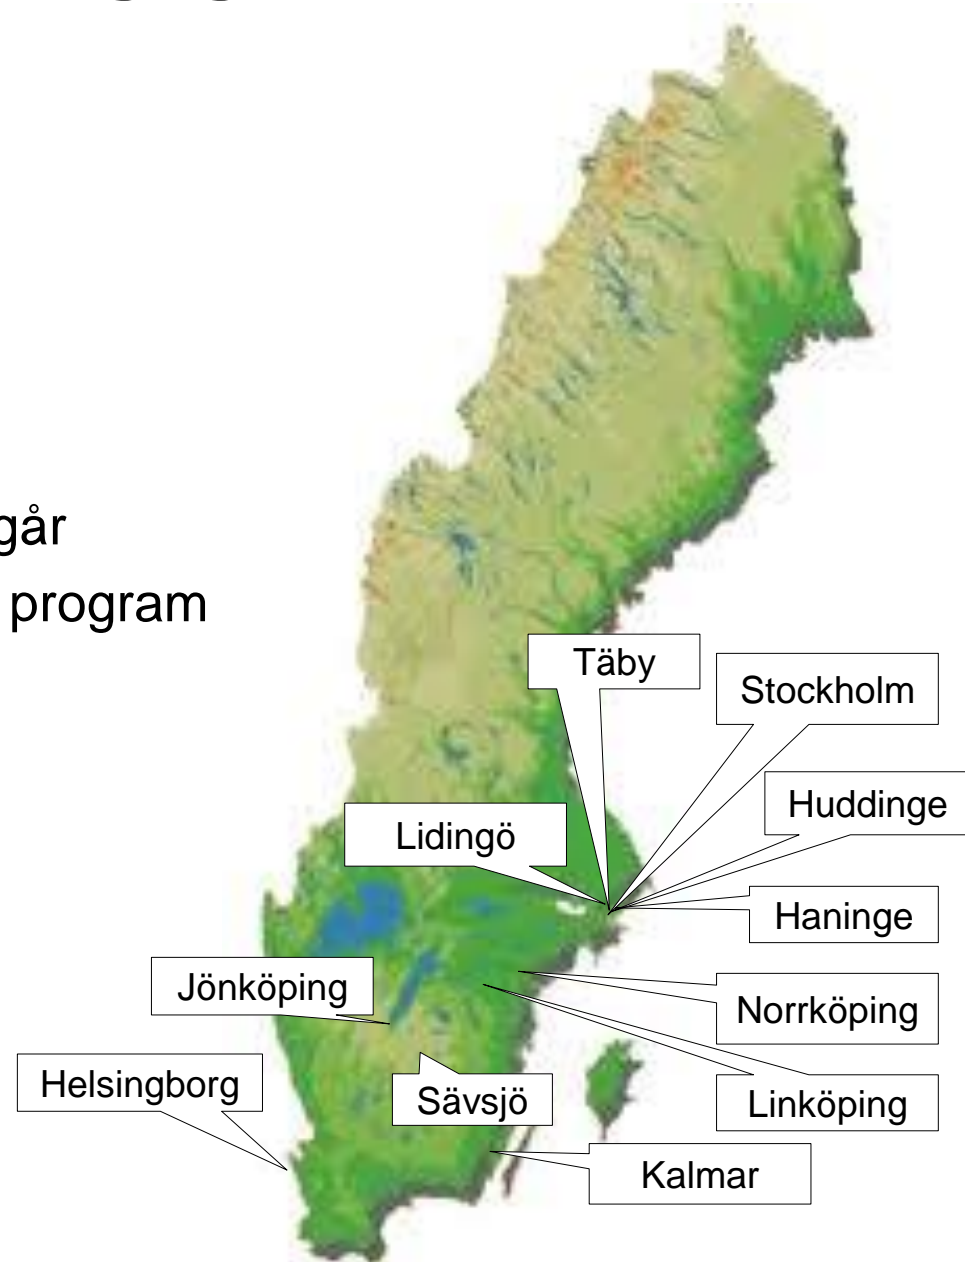 går
program
Täby
Stockholm
Huddinge
Lidingö
Haninge
Jönköping
Norrköping
Helsingborg
Sävsjö
Linköping
Kalmar